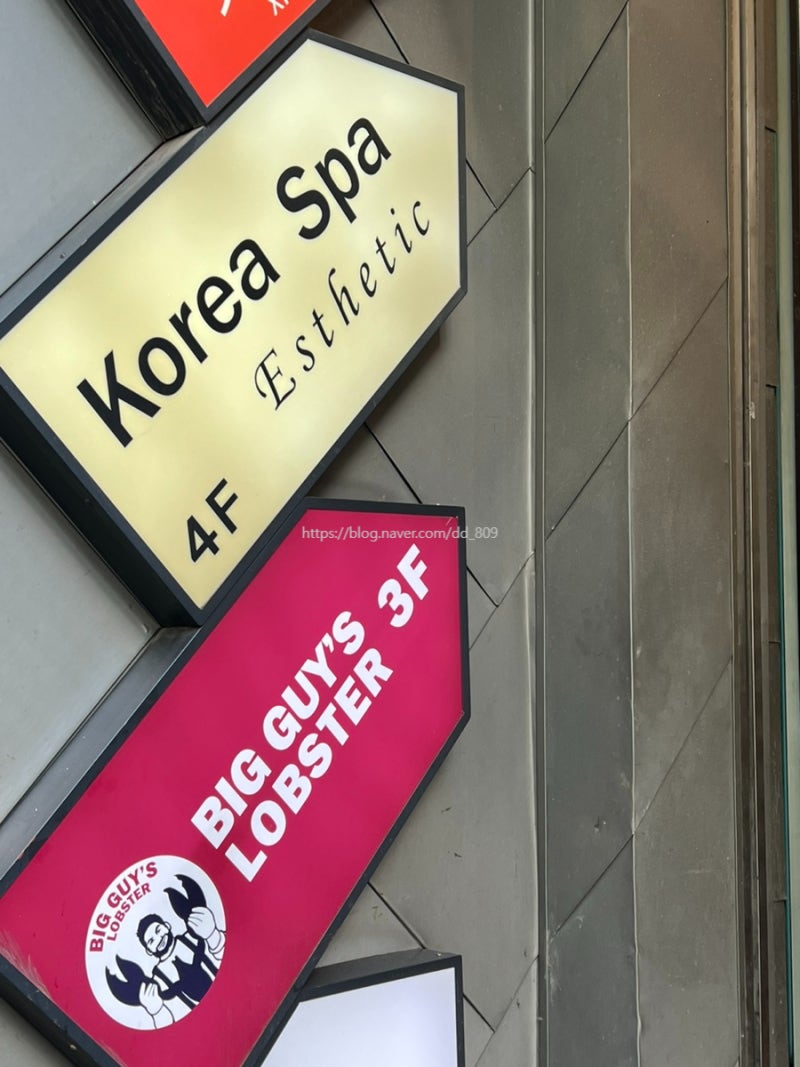 Korea Spa
Esthetic
4F
https://blog.naver.com/dd_809
BIG GUY'S
LOBSTER 3F
BIG GUY'S
LOBSTER